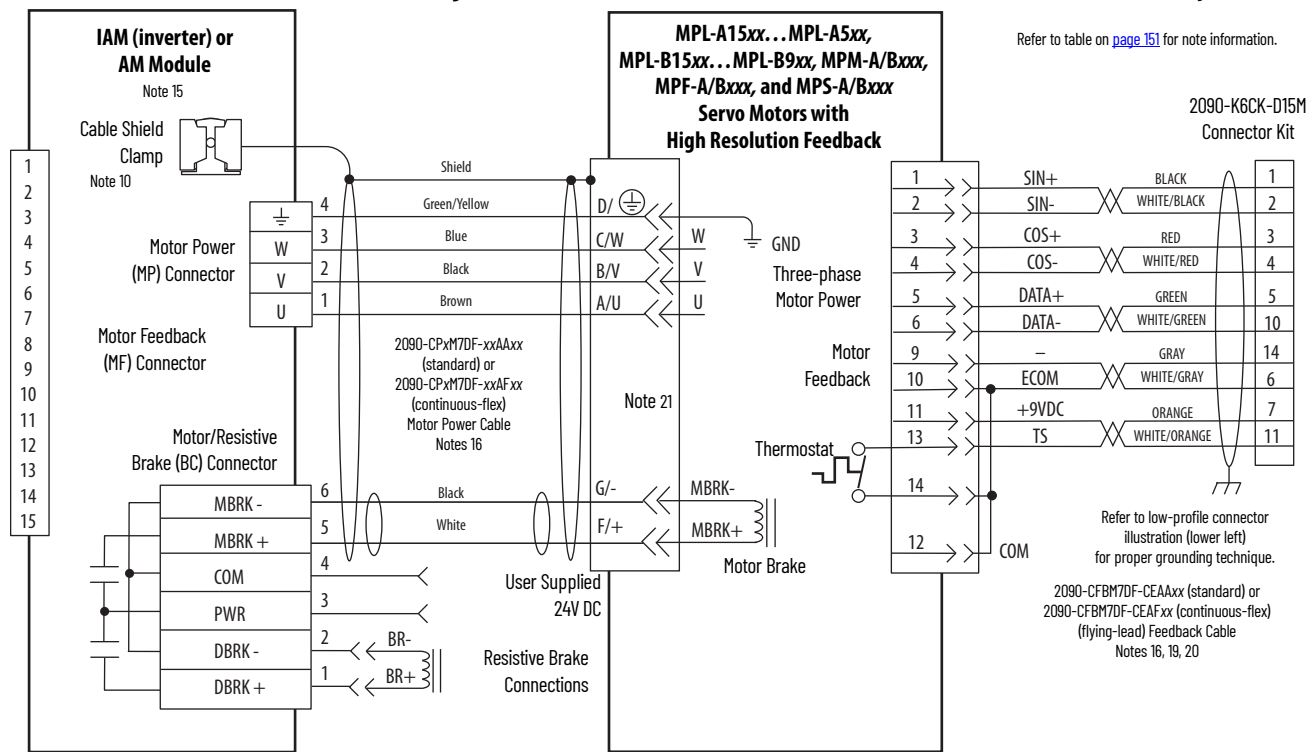 IAM (inverter) or
AM Module
Note 15
Cable Shield
Clamp
Note 10
1
2
3
4
5
6
7
8
9
10
11
12
13
14
15
Motor Power
(MP) Connector
W
V
U
4
3
2
1
Motor Feedback
(MF) Connector
Motor/Resistive
Brake (BC) Connector
MBRK -
MBRK +
COM
PWR
DBRK -
DBRK +
6
5
4
3
2
1
BR-
BR+
Resistive Brake
Connections
Shield
Green/Yellow
Blue
Black
Brown
2090-CPxM7DF-xxAAxx
(standard) or
2090-CPxM7DF-xxAFxx
(continuous-flex)
Motor Power Cable
Notes 16
Black
White
User Supplied
24V DC
MPL-A15xx...MPL-A5xx,
MPL-B15xx...MPL-B9xx, MPM-A/Bxxx,
MPF-A/Bxxx, and MPS-A/Bxxx
Servo Motors with
High Resolution Feedback
D/
C/W
B/V
A/U
Note 21
G/-
F/+
W
V
U
GND
Three-phase
Motor Power
Motor
Feedback
Thermostat
MBRK-
MBRK+
Motor Brake
1
2
3
4
5
6
9
10
11
13
14
12
COM
SIN+
SIN-
COS+
COS-
DATA+
DATA-
–
ECOM
+9VDC
TS
BLACK
WHITE/BLACK
RED
WHITE/RED
GREEN
WHITE/GREEN
GRAY
WHITE/GRAY
ORANGE
WHITE/ORANGE
Refer to table on page 151 for note information.
2090-K6CK-D15M
Connector Kit
1
2
3
4
5
10
14
6
7
11
Refer to low-profile connector
illustration (lower left)
for proper grounding technique.
2090-CFBM7DF-CEAAxx (standard) or
2090-CFBM7DF-CEAFxx (continuous-flex)
(flying-lead) Feedback Cable
Notes 16, 19, 20